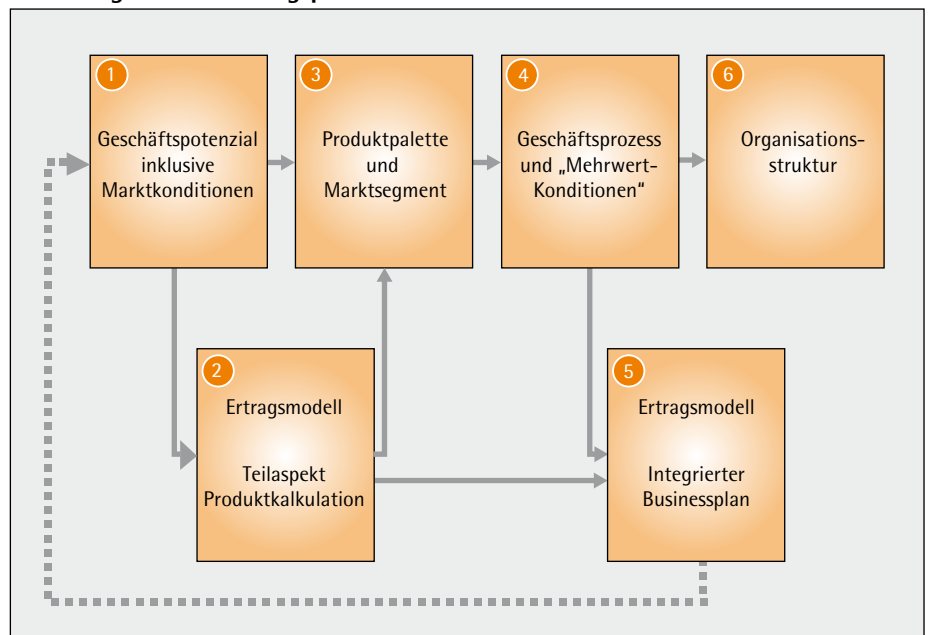 1
Geschäftspotenzial
inklusive
Marktkonditionen
3
Produktpalette
und
Marktsegment
4
Geschäftsprozess
und „Mehrwert-
Konditionen“
6
Organisations-
struktur
2
Ertragsmodell
Teilaspekt
Produktkalkulation
5
Ertragsmodell
Integrierter
Businessplan